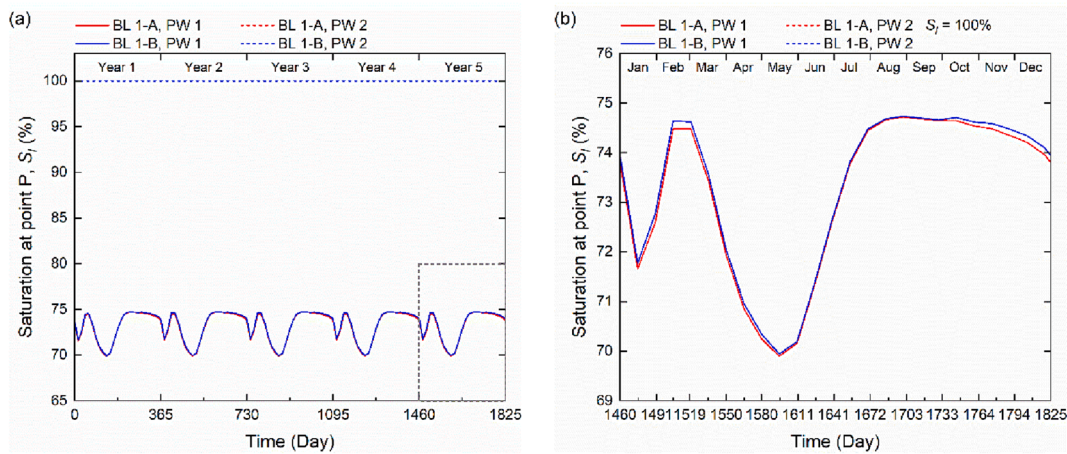 (a)
BL 1-A, PW 1 BL 1-A, PW 2
BL 1-B, PW 1 BL 1-B, PW 2
Year 1 Year 2 Year 3 Year 4 Year 5
100
95
90
85
80
75
70
65
Saturation at point P, Sₗ (%)
0 365 730 1095 1460 1825
Time (Day)
(b)
BL 1-A, PW 1 BL 1-A, PW 2 Sₗ = 100%
BL 1-B, PW 1 BL 1-B, PW 2
76
Jan Feb Mar Apr May Jun Jul Aug Sep Oct Nov Dec
75
74
73
72
71
70
69
Saturation at point P, Sₗ (%)
1460 1491 1519 1550 1580 1611 1641 1672 1703 1733 1764 1794 1825
Time (Day)